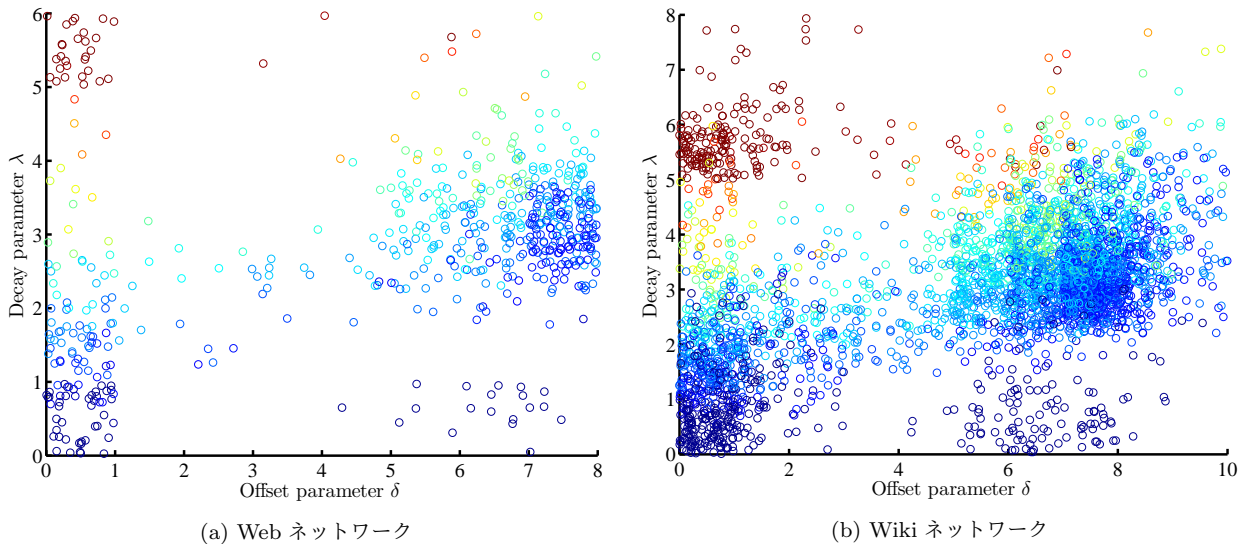 6
5
4
3
2
1
0
0 1 2 3 4 5 6 7 8
Decay parameter λ
Offset parameter δ
(a) Web ネットワーク
8
7
6
5
4
3
2
1
0
0 2 4 6 8 10
Decay parameter λ
Offset parameter δ
(b) Wiki ネットワーク